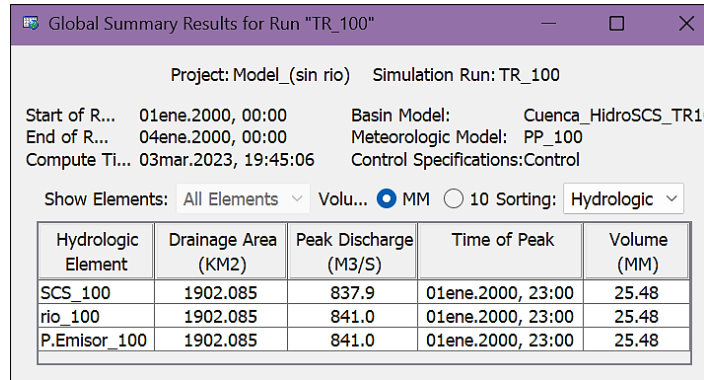 Global Summary Results for Run "TR_100"
Project: Model_(sin rio) Simulation Run: TR_100
Start of R... 01ene.2000, 00:00 Basin Model: Cuenca_HidroSCS_TR1
End of R... 04ene.2000, 00:00 Meteorologic Model: PP_100
Compute Ti... 03mar.2023, 19:45:06 Control Specifications:Control
Show Elements: All Elements Volu... MM 10 Sorting: Hydrologic
Hydrologic Element Drainage Area (KM2) Peak Discharge (M3/S) Time of Peak Volume (MM)
SCS_100 1902.085 837.9 01ene.2000, 23:00 25.48
rio_100 1902.085 841.0 01ene.2000, 23:00 25.48
P.Emisor_100 1902.085 841.0 01ene.2000, 23:00 25.48